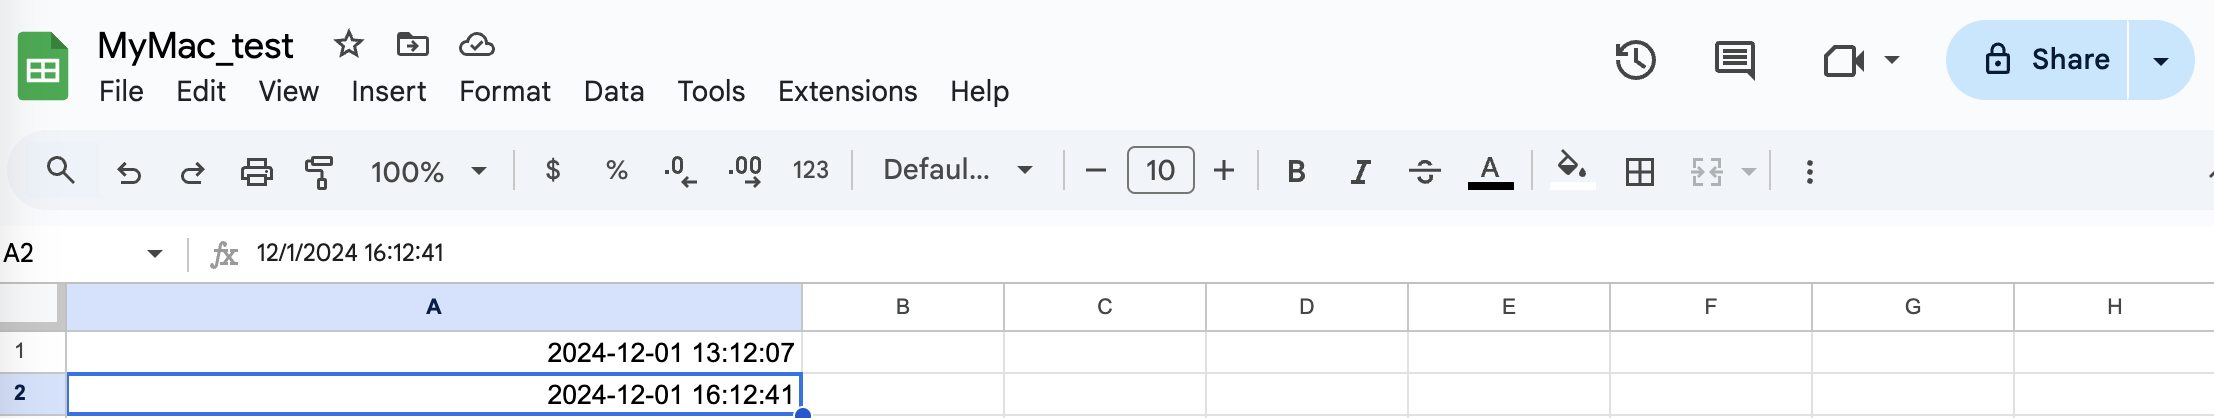 MyMac_test
File Edit View Insert Format Data Tools Extensions Help
Share
100% $ % .0 .00 123 Defaul... − 10 + B I S A
A2 fx 12/1/2024 16:12:41
A B C D E F G H
1 2024-12-01 13:12:07
2 2024-12-01 16:12:41